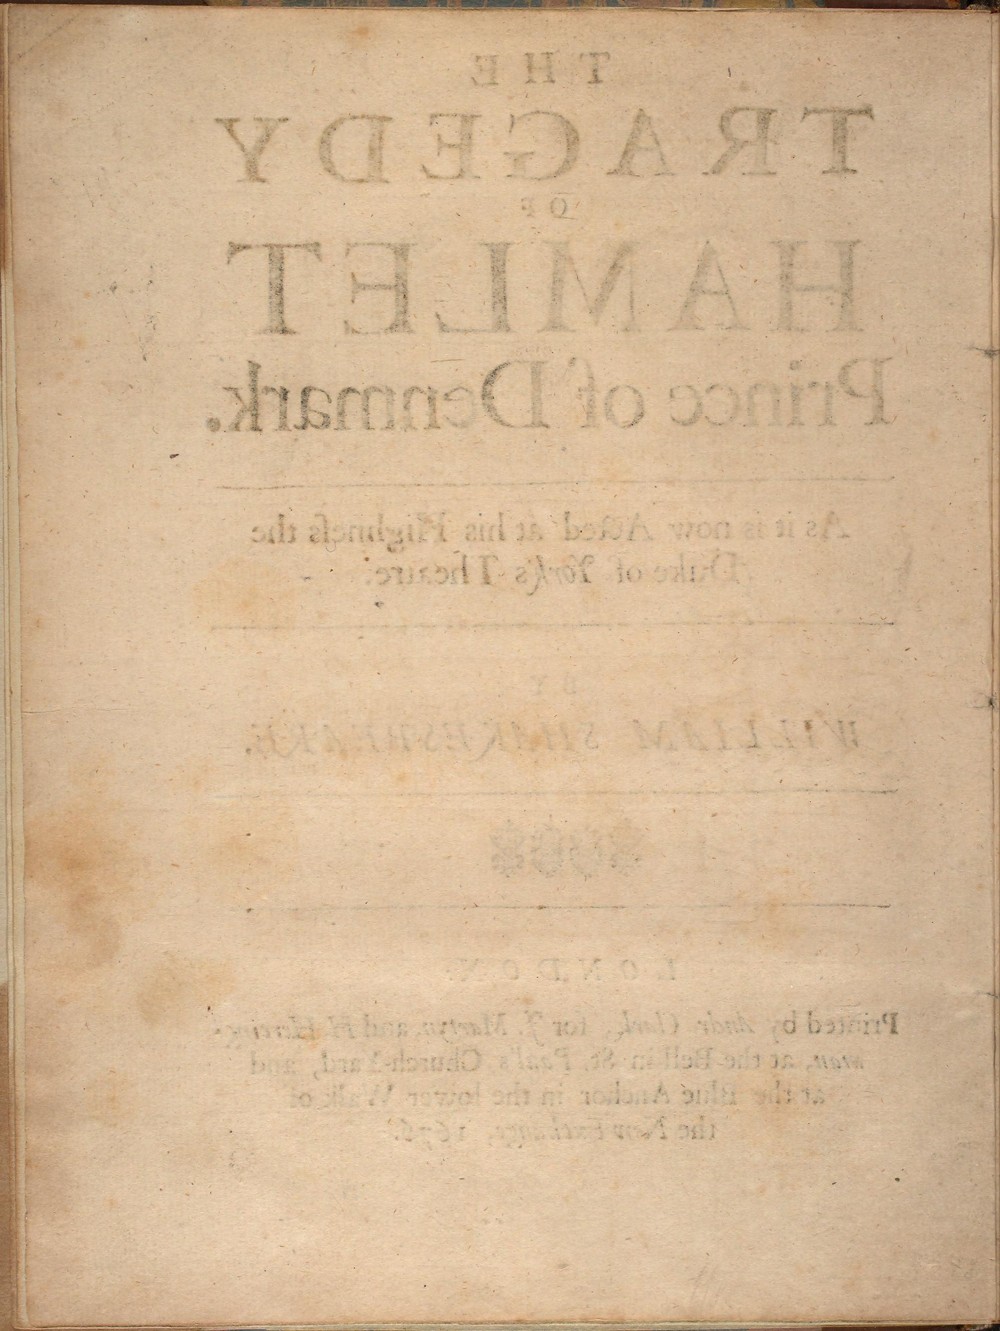 THE
TRAGEDY
OF
HAMLET
Prince of Denmark.
As it is now Acted at his Highneſs the
Duke of York's Theatre.
BY
WILLIAM SHAKESPEARE.
LONDON:
Printed by Andr. Clark, for J. Martyn, and H. Herring-
man, at the Bell in St. Paul's Church-Yard, and
at the Blue Anchor in the lower Walk of
the New Exchange, 1676.